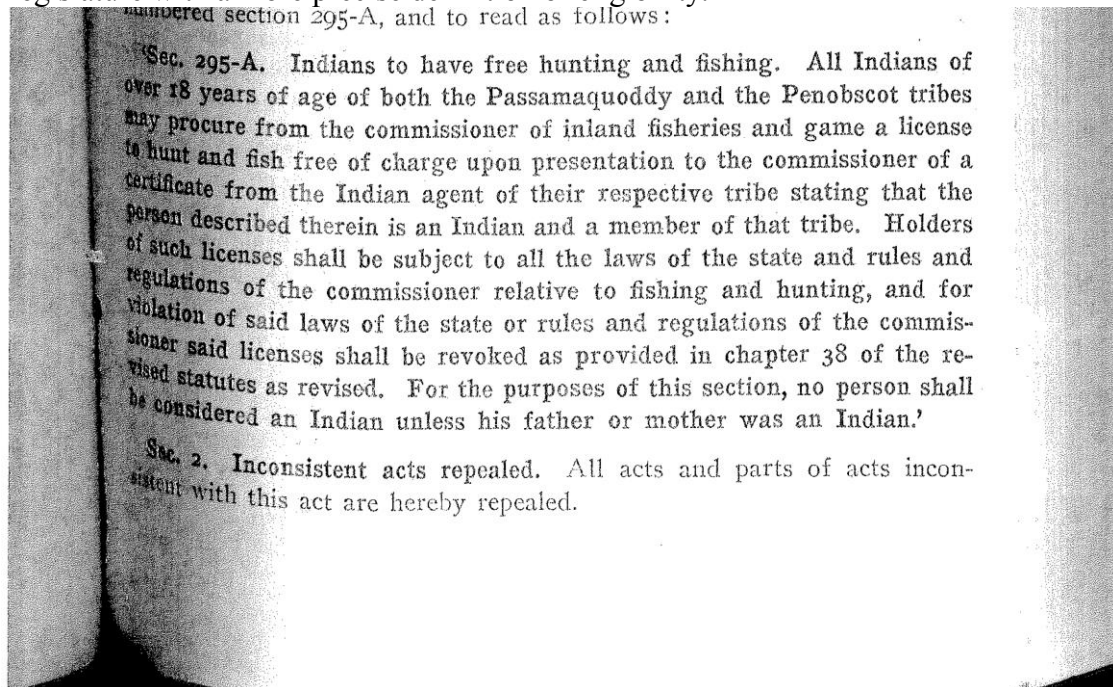 numbered section 295-A, and to read as follows:
'Sec. 295-A. Indians to have free hunting and fishing. All Indians of
over 18 years of age of both the Passamaquoddy and the Penobscot tribes
may procure from the commissioner of inland fisheries and game a license
to hunt and fish free of charge upon presentation to the commissioner of a
certificate from the Indian agent of their respective tribe stating that the
person described therein is an Indian and a member of that tribe. Holders
of such licenses shall be subject to all the laws of the state and rules and
regulations of the commissioner relative to fishing and hunting, and for
violation of said laws of the state or rules and regulations of the commis-
sioner said licenses shall be revoked as provided in chapter 38 of the re-
vised statutes as revised. For the purposes of this section, no person shall
be considered an Indian unless his father or mother was an Indian.'
Sec. 2. Inconsistent acts repealed. All acts and parts of acts incon-
sistent with this act are hereby repealed.